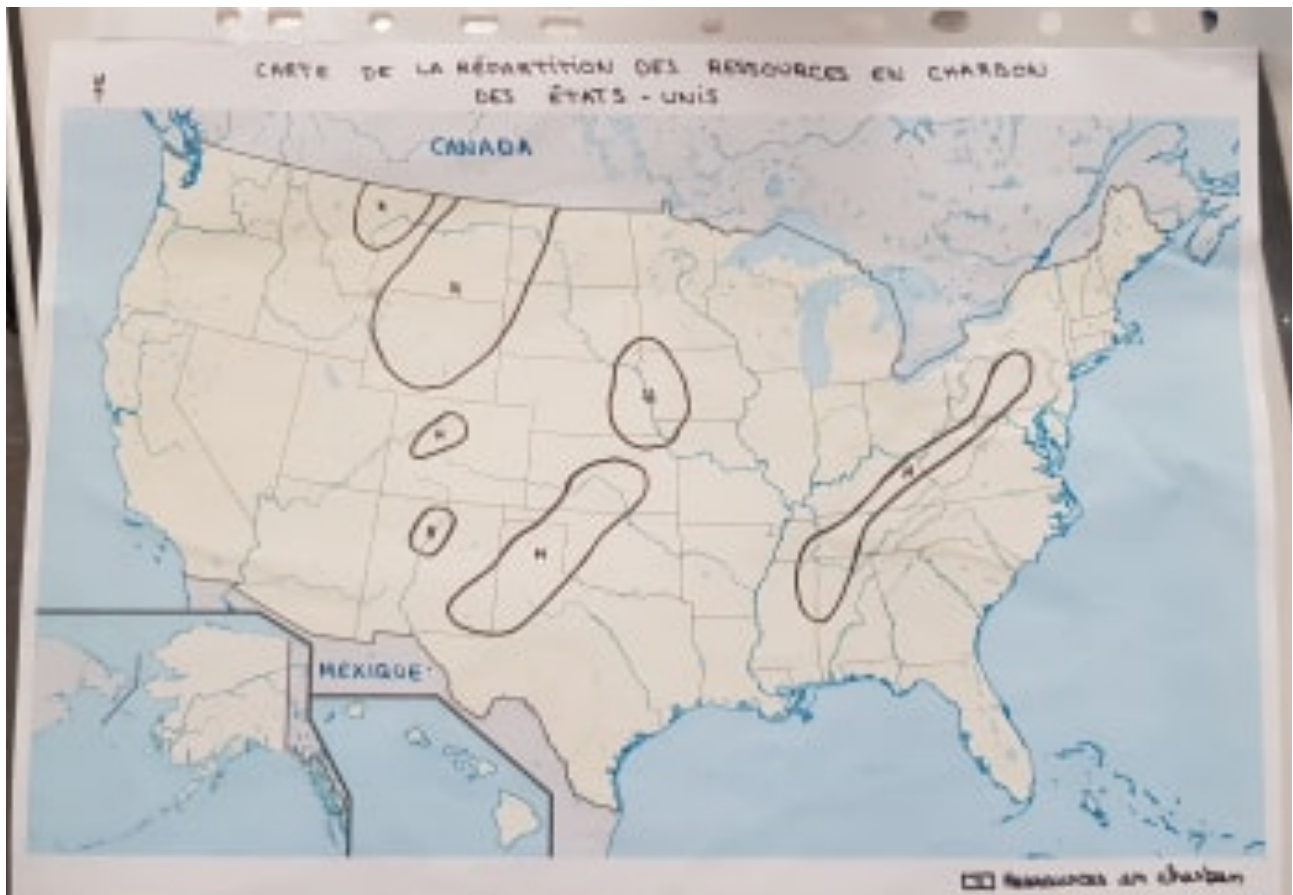 CARTE DE LA RÉPARTITION DES RESSOURCES EN CHARBON
DES ÉTATS - UNIS
CANADA
MEXIQUE
Ressources en charbon